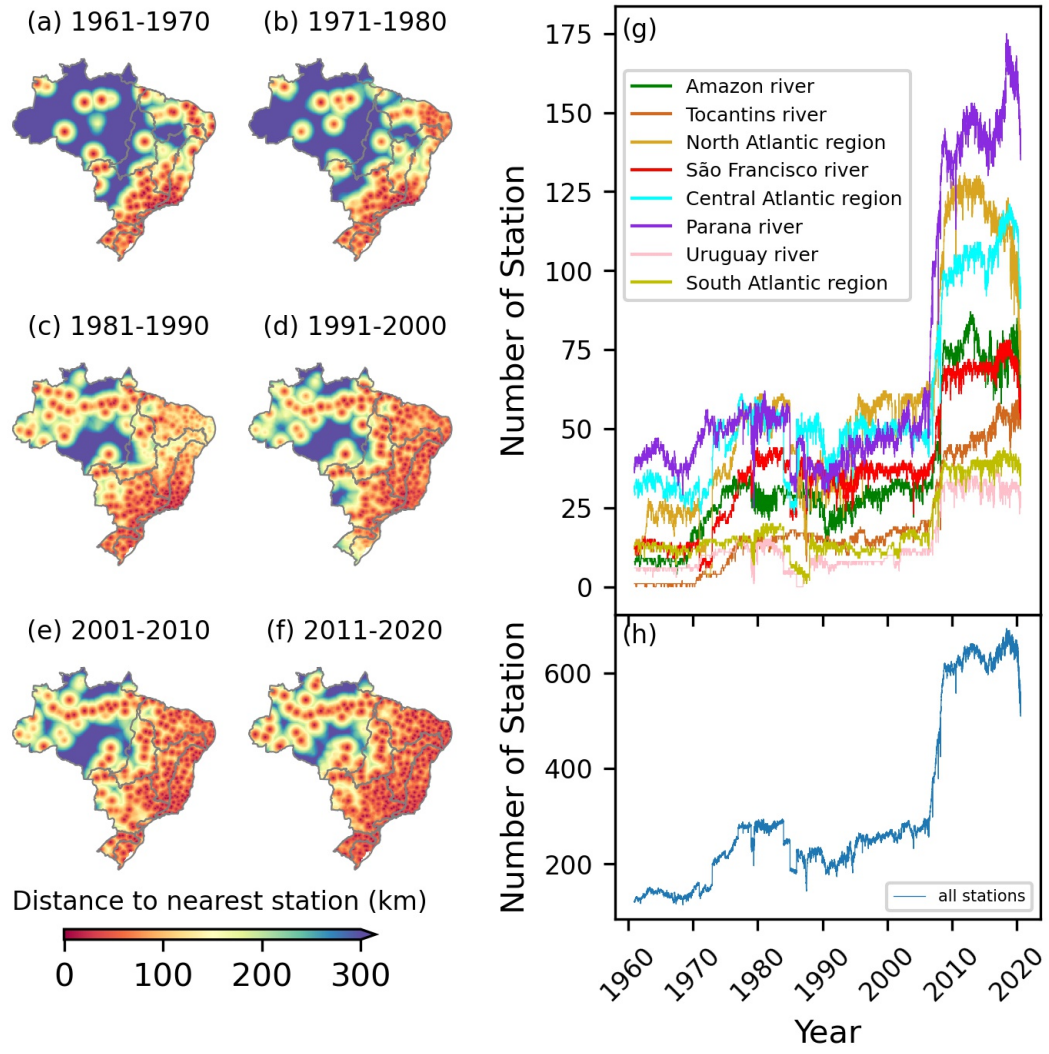 (a) 1961-1970
(b) 1971-1980
(c) 1981-1990
(d) 1991-2000
(e) 2001-2010
(f) 2011-2020
Distance to nearest station (km)
0 100 200 300
(g)
Number of Station
175
150
125
100
75
50
25
0
Amazon river
Tocantins river
North Atlantic region
São Francisco river
Central Atlantic region
Parana river
Uruguay river
South Atlantic region
(h)
Number of Station
600
400
200
all stations
1960 1970 1980 1990 2000 2010 2020
Year